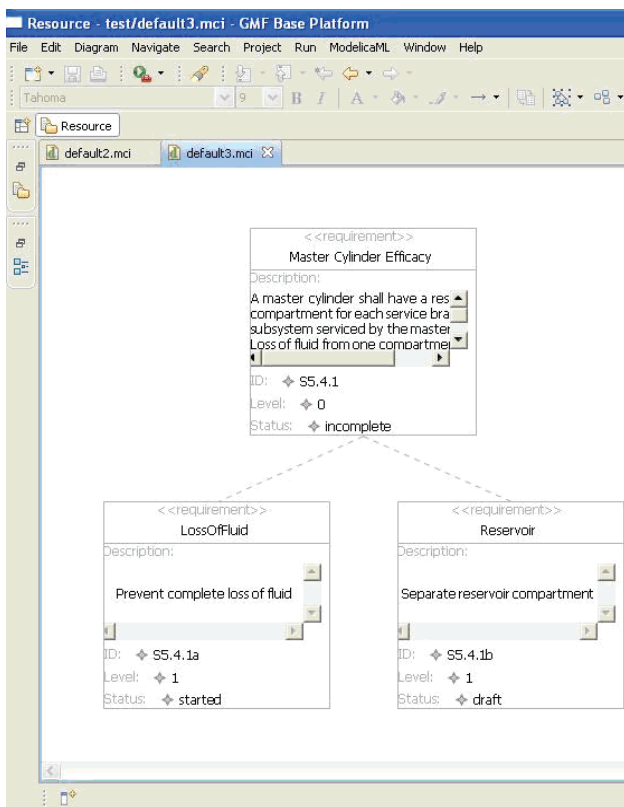 Resource - test/default3.mci - GMF Base Platform
File Edit Diagram Navigate Search Project Run ModelicaML Window Help
Tahoma 9 B I A
Resource
default2.mci default3.mci
<<requirement>>
Master Cylinder Efficacy
Description:
A master cylinder shall have a res
compartment for each service bra
subsystem serviced by the master
Loss of fluid from one compartmer
ID: S5.4.1
Level: 0
Status: incomplete
<<requirement>>
LossOfFluid
Description:
Prevent complete loss of fluid
ID: S5.4.1a
Level: 1
Status: started
<<requirement>>
Reservoir
Description:
Separate reservoir compartment
ID: S5.4.1b
Level: 1
Status: draft